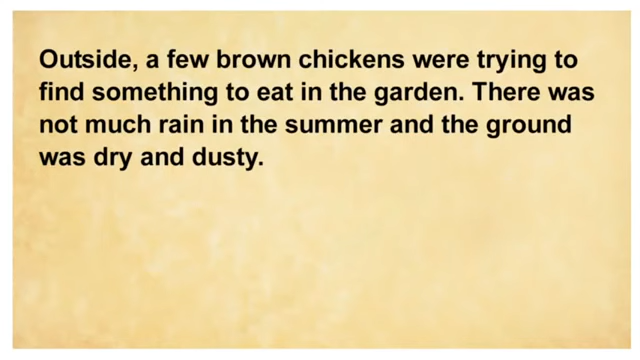 Outside, a few brown chickens were trying to
find something to eat in the garden. There was
not much rain in the summer and the ground
was dry and dusty.